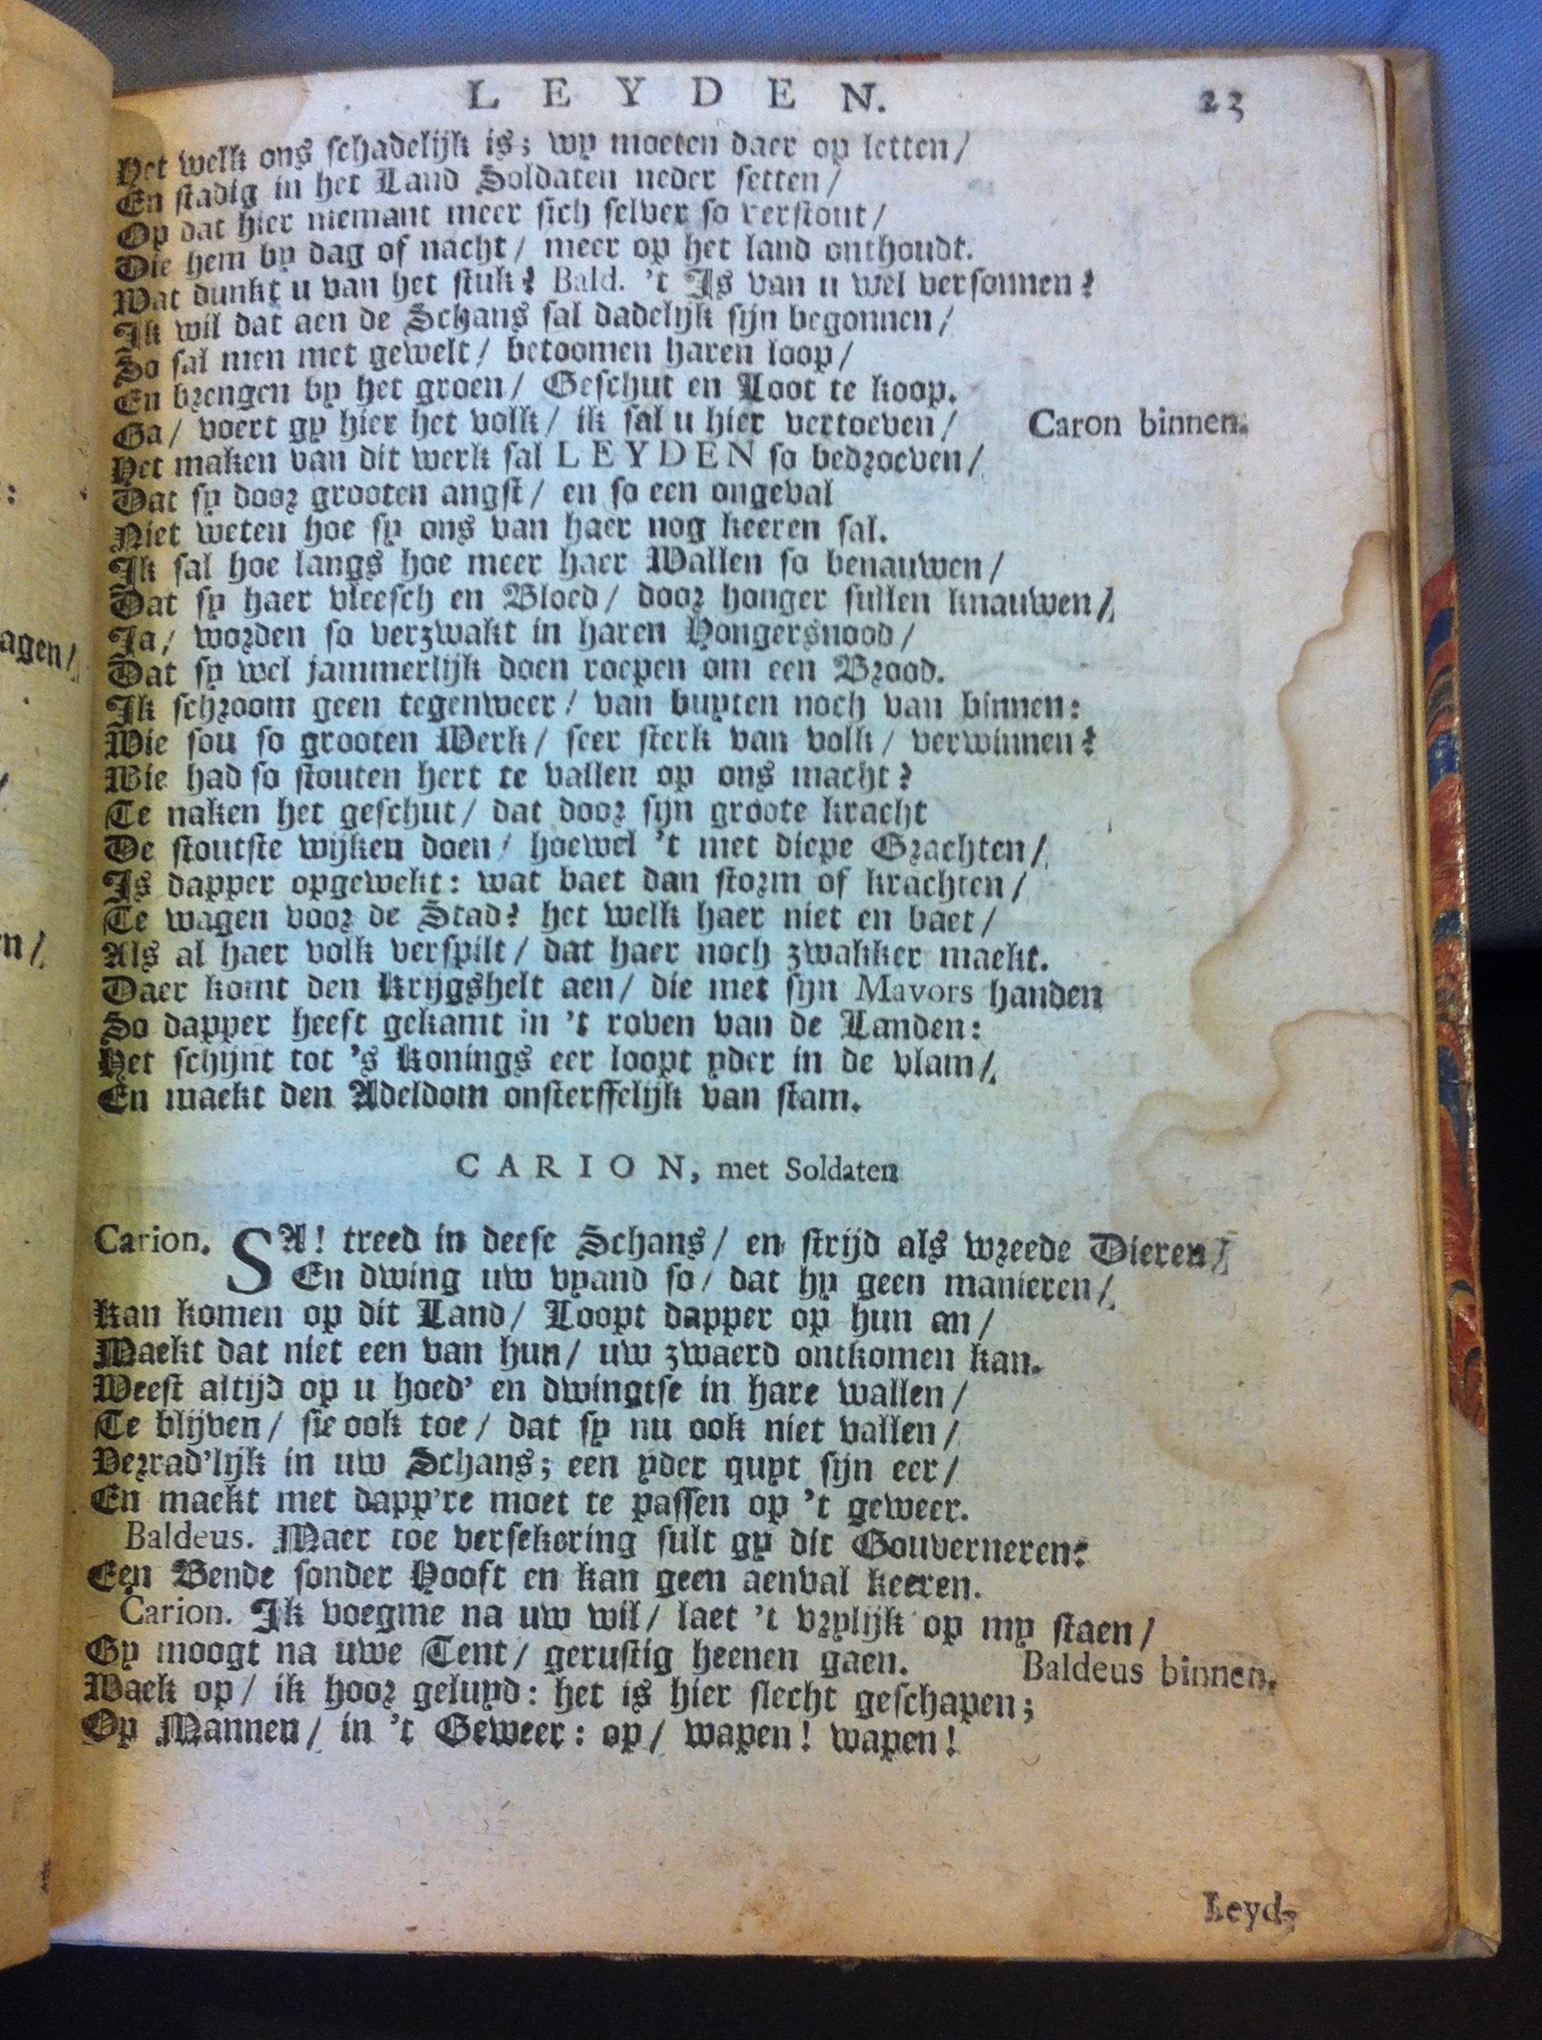 LEYDEN. 23
Het welk ons schadelijk is; wy moeten daer op letten/
En stadig in het Land Soldaten neder setten/
Op dat hier niemant meer sich selver so verstout/
Die hem by dag of nacht/ meer op het land onthoudt.
Wat dunkt u van het stuk? Bald. 't Is van u wel versonnen?
Ik wil dat aen de Schans sal dadelijk sijn begonnen/
So sal men met gewelt/ betoomen haren loop/
En brengen by het groen/ Geschut en Loot te koop.
Ga/ voert gy hier het volk/ ik sal u hier vertoeven/ Caron binnen.
Het maken van dit werk sal LEYDEN so bedroeven/
Dat sy door grooten angst/ en so een ongeval
Niet weten hoe sy ons van haer nog keeren sal.
Ik sal hoe langs hoe meer haer Wallen so benauwen/
Dat sy haer vleesch en Bloed/ door honger sullen knauwen/
Ja/ worden so verzwakt in haren Hongersnood/
Dat sy wel jammerlijk doen roepen om een Brood.
Ik schroom geen tegenweer/ van buyten noch van binnen:
Wie sou so grooten Werk/ seer sterk van volk/ verwinnen?
Wie had so stouten hert te vallen op ons macht?
Te naken het geschut/ dat door sijn groote kracht
De stoutste wijken doen/ hoewel 't met diepe Grachten/
Is dapper opgewekt: wat baet dan storm of krachten/
Te wagen voor de Stad? het welk haer niet en baet/
Als al haer volk verspilt/ dat haer noch zwakker maekt.
Daer komt den Krijgshelt aen/ die met sijn Mavors handen
So dapper heeft gekamt in 't roven van de Landen:
Het schijnt tot 's Konings eer loopt yder in de vlam/
En maekt den Adeldom onsterffelijk van stam.
CARION, met Soldaten
Carion. SA! treed in deese Schans/ en strijd als wreede Dieren/
En dwing uw vyand so/ dat hy geen manieren/
Kan komen op dit Land/ Loopt dapper op hun an/
Maekt dat niet een van hun/ uw zwaerd ontkomen kan.
Weest altijd op u hoed' en dwingtse in hare wallen/
Te blijven/ sie ook toe/ dat sy nu ook niet vallen/
Verrad'lijk in uw Schans; een yder quyt sijn eer/
En maekt met dapp're moet te passen op 't geweer.
Baldeus. Maer toe versekering sult gy dit Gouverneren?
Een Bende sonder Hooft en kan geen aenval keeren.
Carion. Ik voegme na uw wil/ laet 't vrylijk op my staen/
Gy moogt na uwe Tent/ gerustig heenen gaen. Baldeus binnen.
Waek op/ ik hoor geluyd: het is hier slecht geschapen;
Op Mannen/ in 't Geweer: op/ wapen! wapen!
Leyd-
agen/
en/